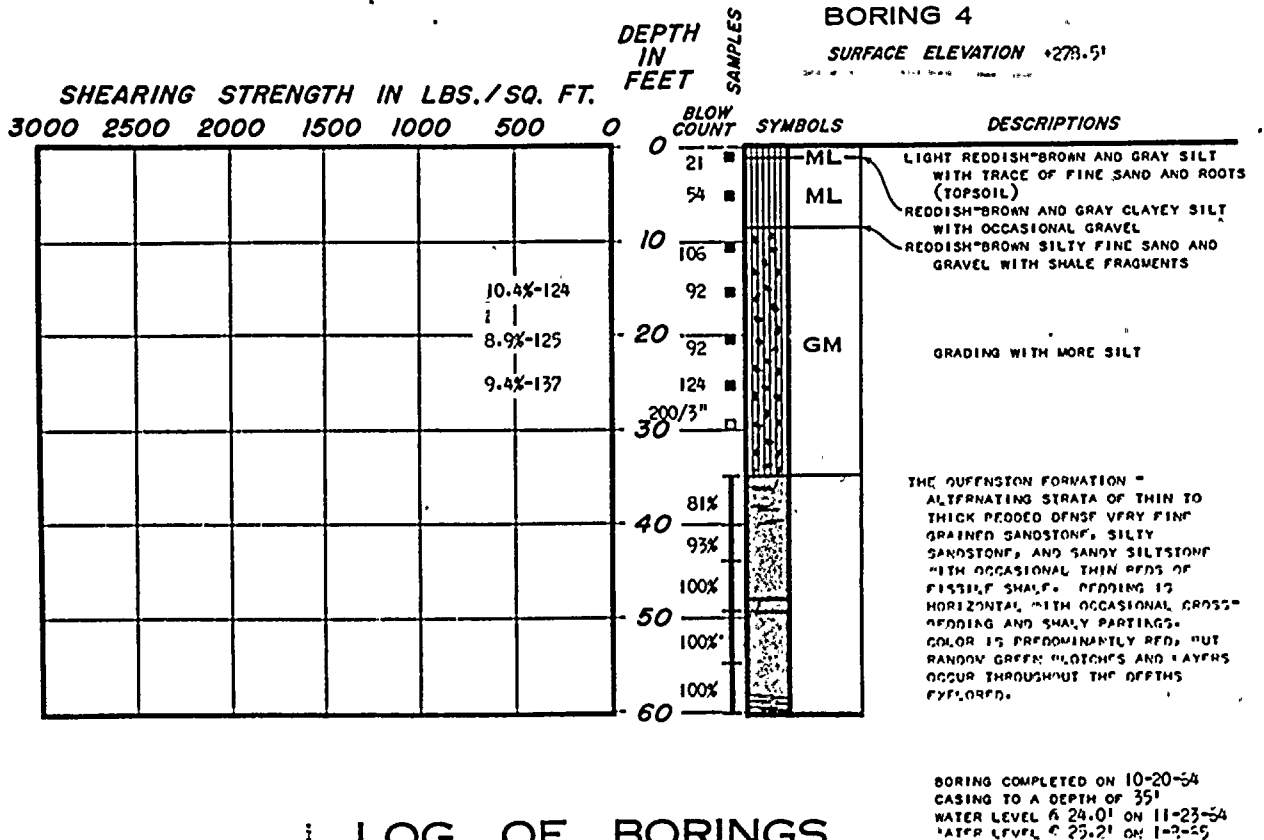 BORING 4
SURFACE ELEVATION +278.5'
DEPTH
IN
FEET
SAMPLES
SHEARING STRENGTH IN LBS./SQ. FT.
3000 2500 2000 1500 1000 500 0
BLOW
COUNT
SYMBOLS
DESCRIPTIONS
0
21
ML
LIGHT REDDISH-BROWN AND GRAY SILT
WITH TRACE OF FINE SAND AND ROOTS
(TOPSOIL)
54
ML
REDDISH-BROWN AND GRAY CLAYEY SILT
WITH OCCASIONAL GRAVEL
10
106
REDDISH-BROWN SILTY FINE SAND AND
GRAVEL WITH SHALE FRAGMENTS
10.4%-124
92
20
8.9%-125
92
GM
GRADING WITH MORE SILT
9.4%-137
124
200/3"
30
THE QUEENSTON FORMATION -
ALTERNATING STRATA OF THIN TO
THICK BEDDED DENSE VERY FINE
GRAINED SANDSTONE, SILTY
SANDSTONE, AND SANDY SILTSTONE
WITH OCCASIONAL THIN BEDS OF
FISSILE SHALE. BEDDING IS
HORIZONTAL WITH OCCASIONAL CROSS-
BEDDING AND SHALY PARTINGS.
COLOR IS PREDOMINANTLY RED, BUT
RANDOM GREEN BLOTCHES AND LAYERS
OCCUR THROUGHOUT THE DEPTHS
EXPLORED.
81%
40
93%
100%
50
100%
100%
60
BORING COMPLETED ON 10-20-64
CASING TO A DEPTH OF 35'
WATER LEVEL 24.0' ON 11-23-64
WATER LEVEL 25.2' ON
LOG OF BORINGS